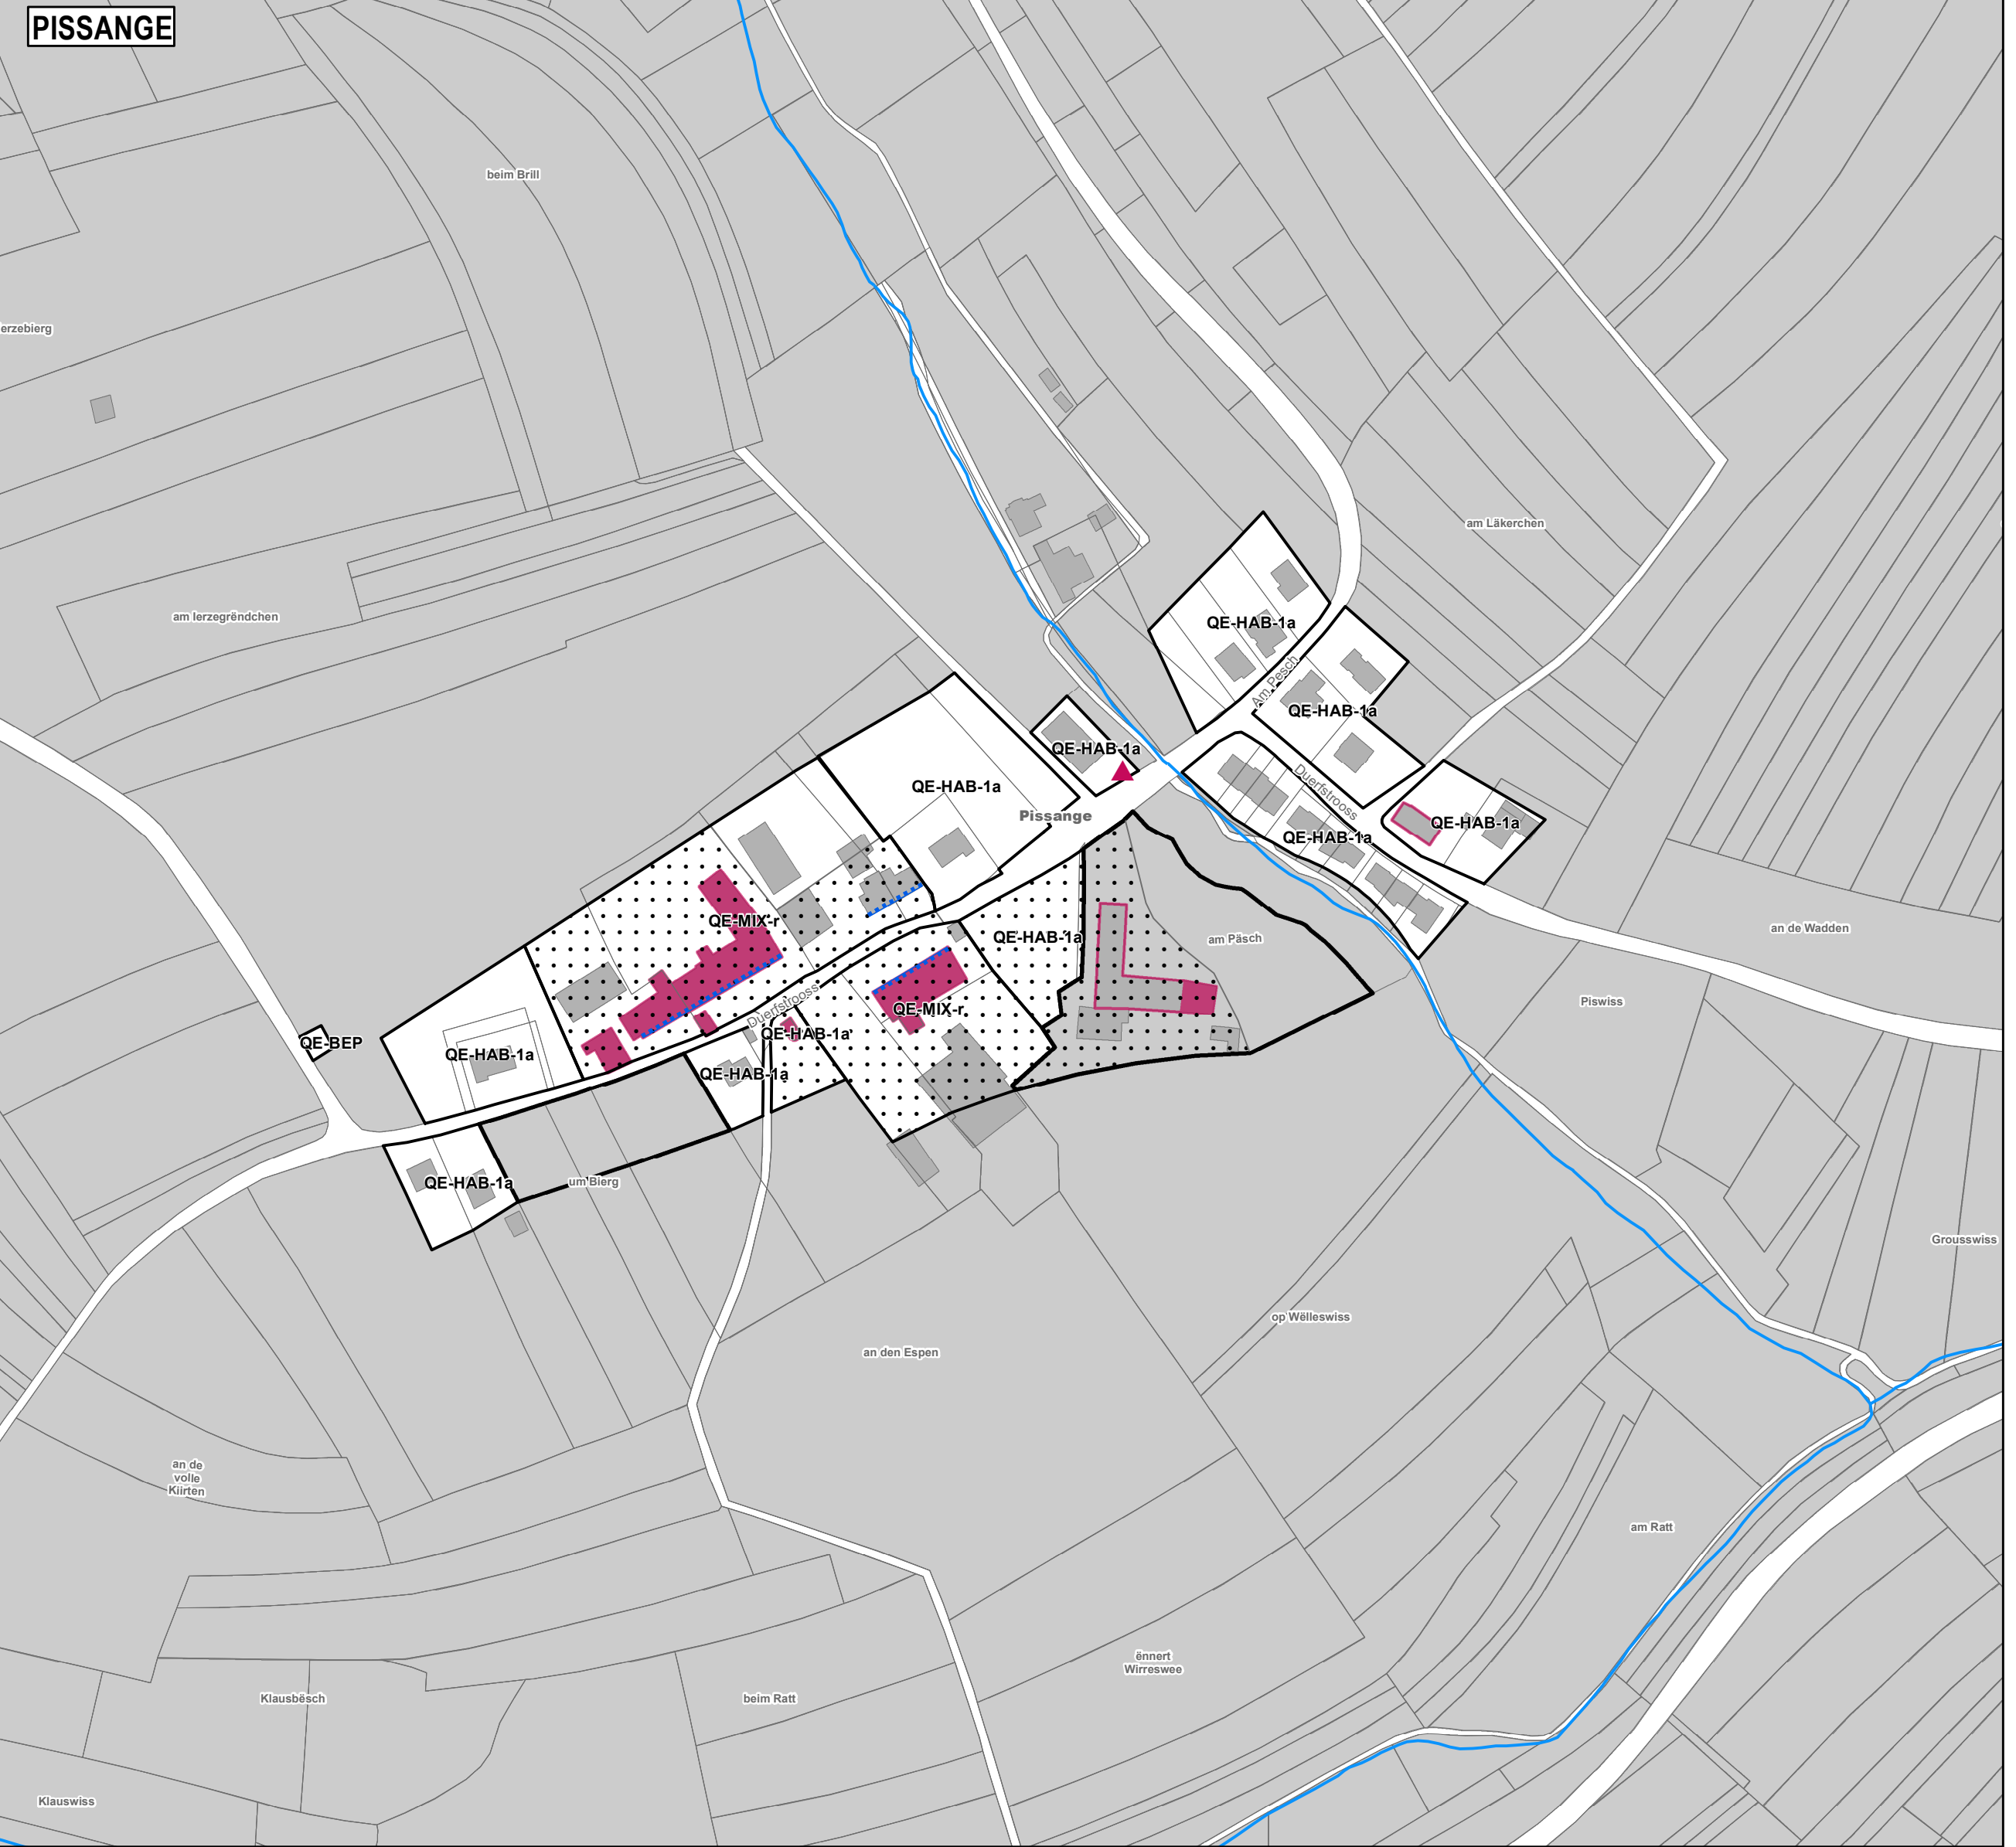 PISSANGE
beim Brill
erzebierg
am Läkerchen
am Ierzegrëndchen
QE-HAB-1a
Am Pesch
QE-HAB-1a
QE-HAB-1a
QE-HAB-1a
Duerfstrooss
Pissange
QE-HAB-1a
QE-HAB-1a
QE-MIX-r
an de Wadden
QE-HAB-1a
am Päsch
Piswiss
Duerfstrooss
QE-MIX-r
QE-HAB-1a
QE-BEP
QE-HAB-1a
QE-HAB-1a
QE-HAB-1a
um Bierg
Grousswiss
op Wëlleswiss
an den Espen
an de
volle
Kiirten
am Ratt
ënnert
Wirreswee
Klausbësch
beim Ratt
Klauswiss